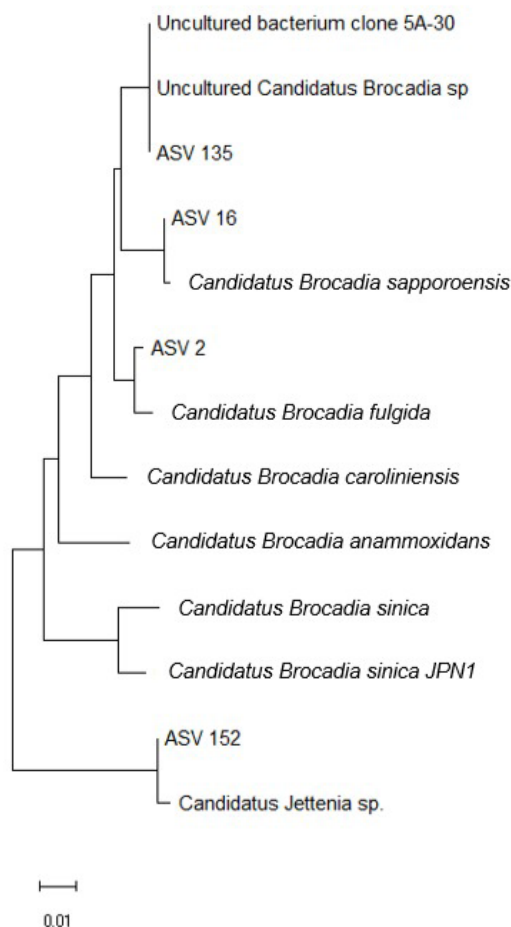 Uncultured bacterium clone 5A-30
Uncultured Candidatus Brocadia sp
ASV 135
ASV 16
Candidatus Brocadia sapporoensis
ASV 2
Candidatus Brocadia fulgida
Candidatus Brocadia caroliniensis
Candidatus Brocadia anammoxidans
Candidatus Brocadia sinica
Candidatus Brocadia sinica JPN1
ASV 152
Candidatus Jettenia sp.
0.01